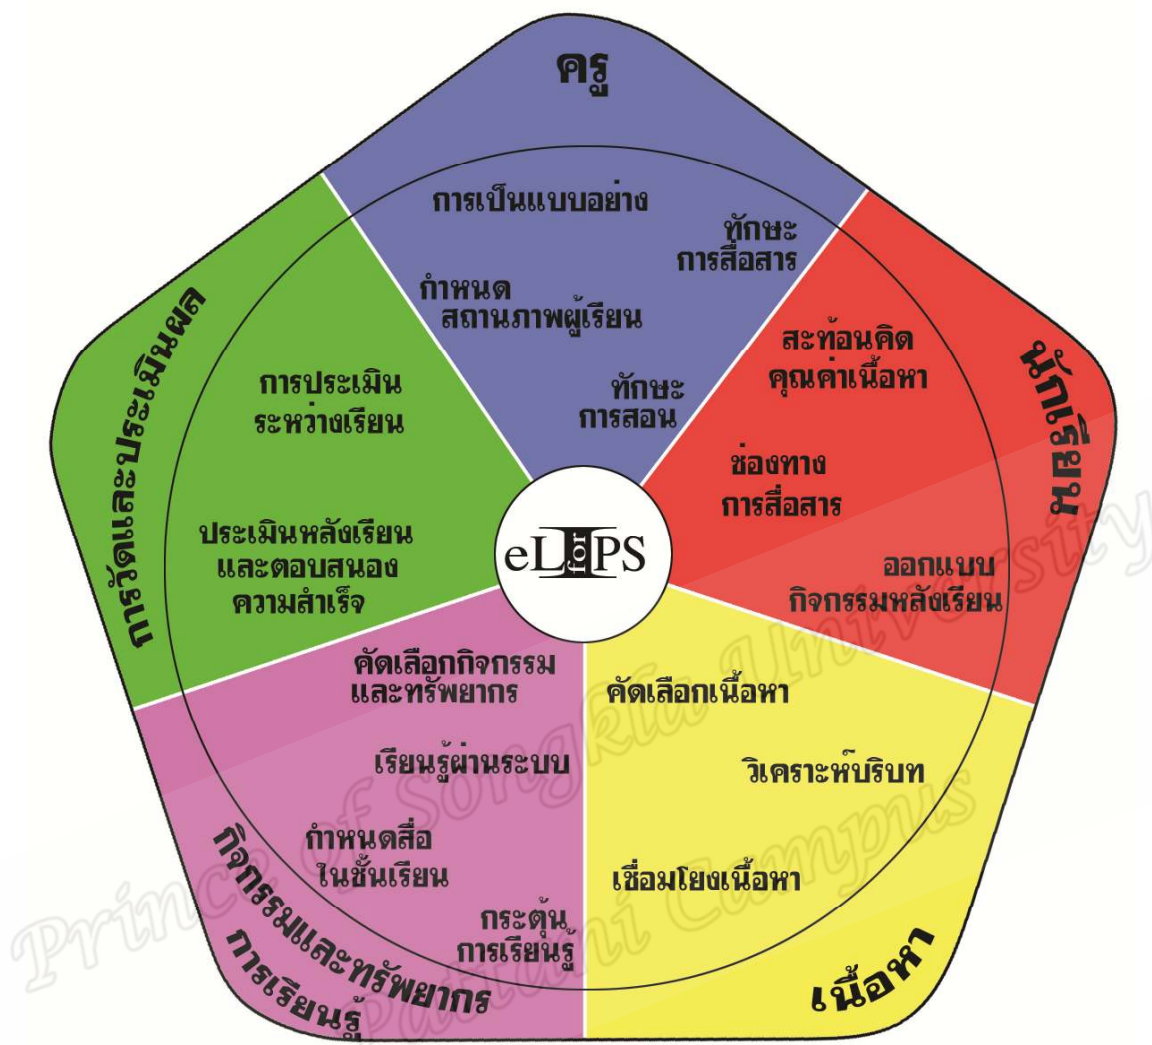 ครู
การเป็นแบบอย่าง
ทักษะ
การสื่อสาร
กำหนด
สถานภาพผู้เรียน
ทักษะ
การสอน
นักเรียน
สะท้อนคิด
คุณค่าเนื้อหา
ช่องทาง
การสื่อสาร
ออกแบบ
กิจกรรมหลังเรียน
เนื้อหา
คัดเลือกเนื้อหา
วิเคราะห์บริบท
เชื่อมโยงเนื้อหา
กิจกรรมและทรัพยากร
การเรียนรู้
คัดเลือกกิจกรรม
และทรัพยากร
เรียนรู้ผ่านระบบ
กำหนดสื่อ
ในชั้นเรียน
กระตุ้น
การเรียนรู้
การวัดและประเมินผล
การประเมิน
ระหว่างเรียน
ประเมินหลังเรียน
และตอบสนอง
ความสำเร็จ
eL for PS
Prince of Songkla University
Pattani Campus